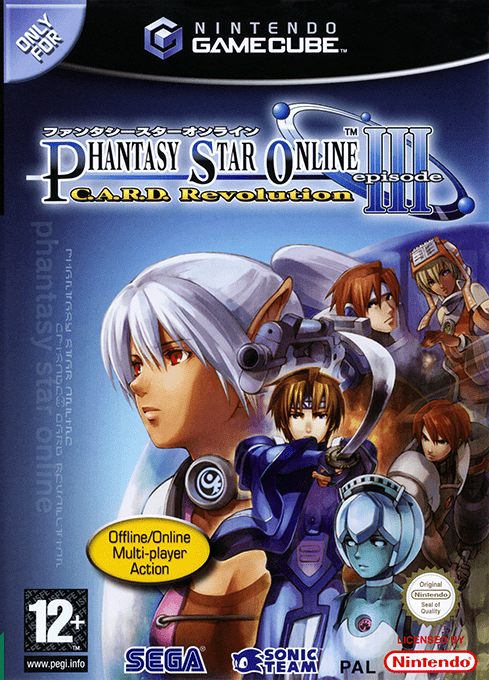 ONLY
FOR
NINTENDO
GAMECUBE™
ファンタシースターオンライン
PHANTASY STAR ONLINE™
episode III
C.A.R.D. Revolution
phantasy star online
Offline/Online
Multi-player
Action
12+
www.pegi.info
SEGA
SONIC
TEAM
PAL
Original
Nintendo
Seal of
Quality
LICENSED BY
Nintendo